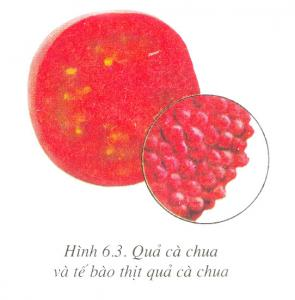 Hình 6.3. Quả cà chua
và tế bào thịt quả cà chua